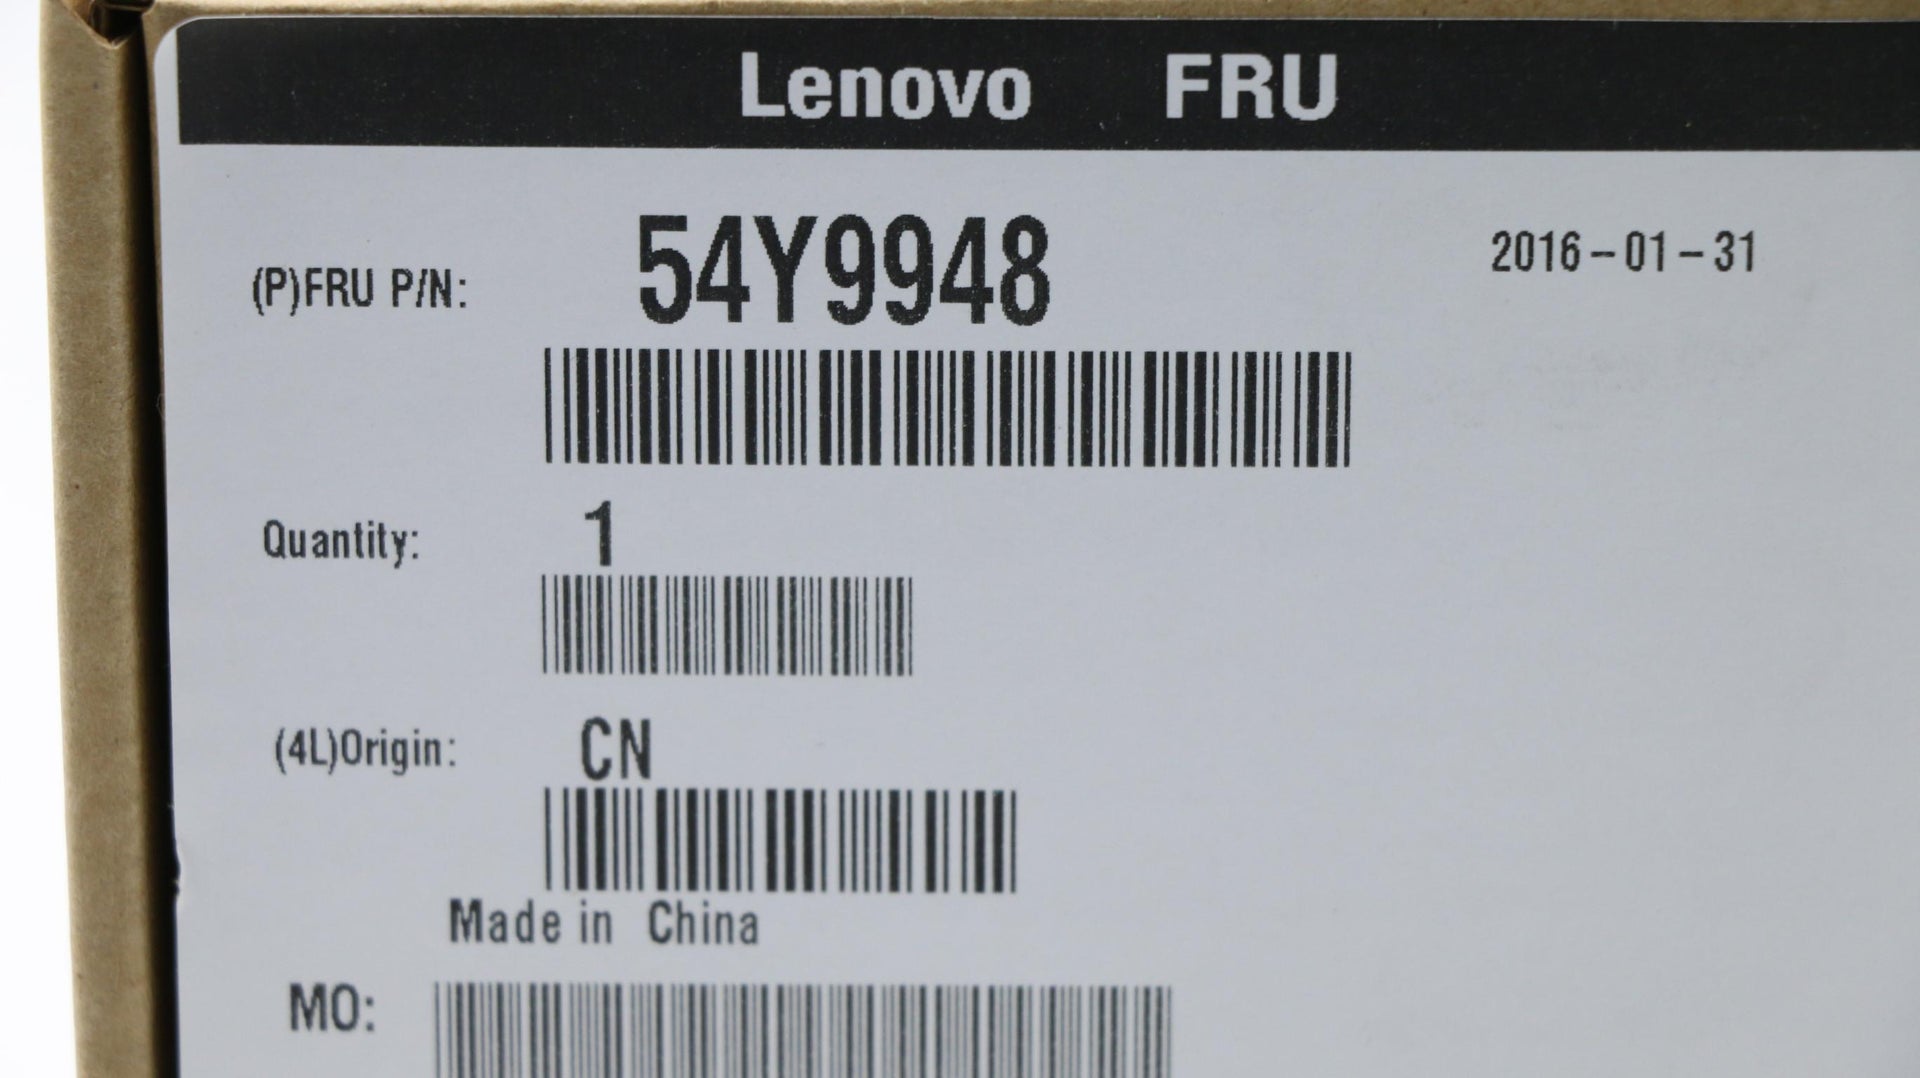 Lenovo FRU
(P)FRU P/N: 54Y9948 2016-01-31
Quantity: 1
(4L)Origin: CN
Made in China
MO: